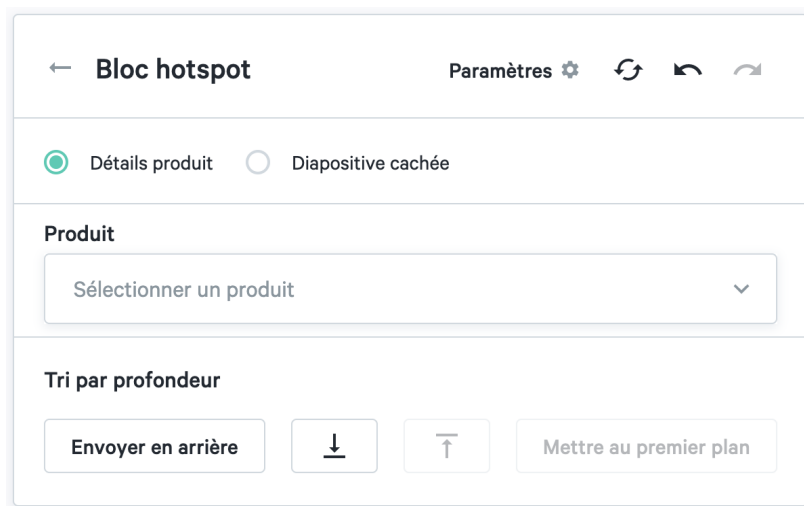 Bloc hotspot
Paramètres
Détails produit
Diapositive cachée
Produit
Sélectionner un produit
Tri par profondeur
Envoyer en arrière
Mettre au premier plan